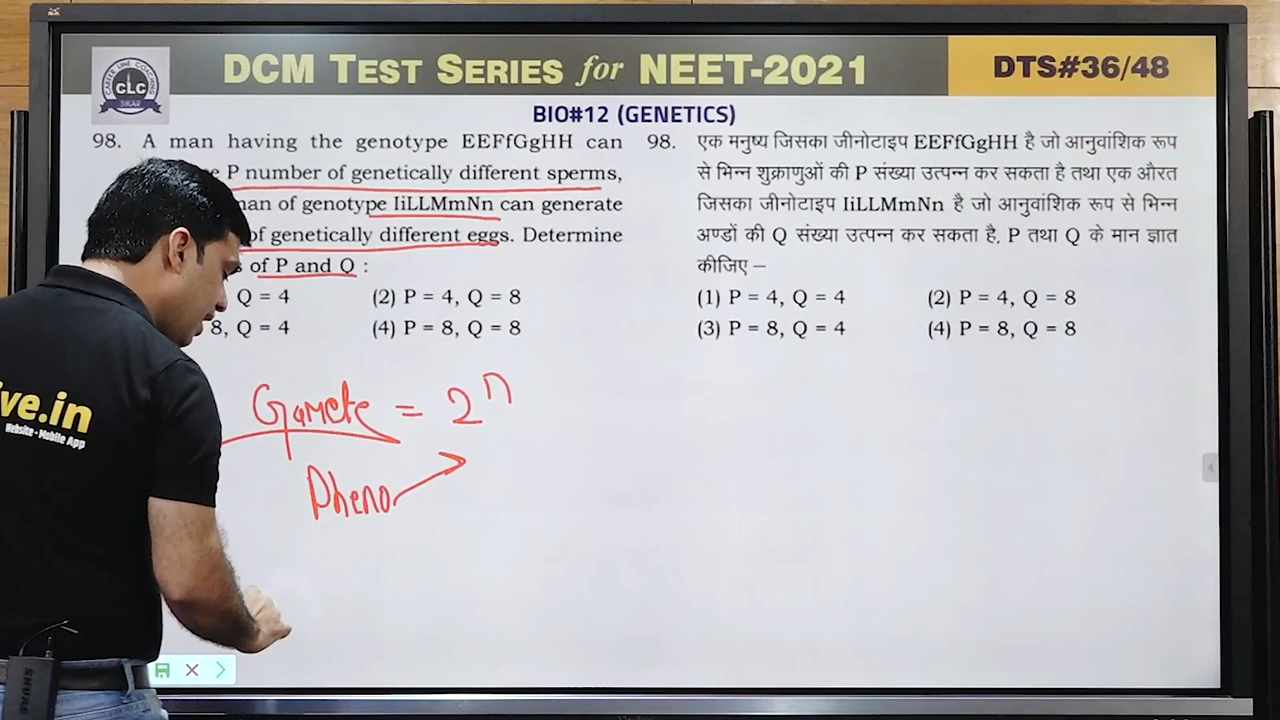 DCM TEST SERIES for NEET-2021
DTS#36/48
CLC
SIKAR
BIO#12 (GENETICS)
98. A man having the genotype EEFfGgHH can
P number of genetically different sperms,
of genotype IiLLMmNn can generate
of genetically different eggs. Determine
of P and Q :
Q = 4 (2) P = 4, Q = 8
8, Q = 4 (4) P = 8, Q = 8
98. एक मनुष्य जिसका जीनोटाइप EEFfGgHH है जो आनुवांशिक रूप
से भिन्न शुक्राणुओं की P संख्या उत्पन्न कर सकता है तथा एक औरत
जिसका जीनोटाइप IiLLMmNn है जो आनुवांशिक रूप से भिन्न
अण्डों की Q संख्या उत्पन्न कर सकता है, P तथा Q के मान ज्ञात
कीजिए –
(1) P = 4, Q = 4 (2) P = 4, Q = 8
(3) P = 8, Q = 4 (4) P = 8, Q = 8
Gamete = 2ⁿ
Pheno
ve.in
Website - Mobile App
4
SHURE